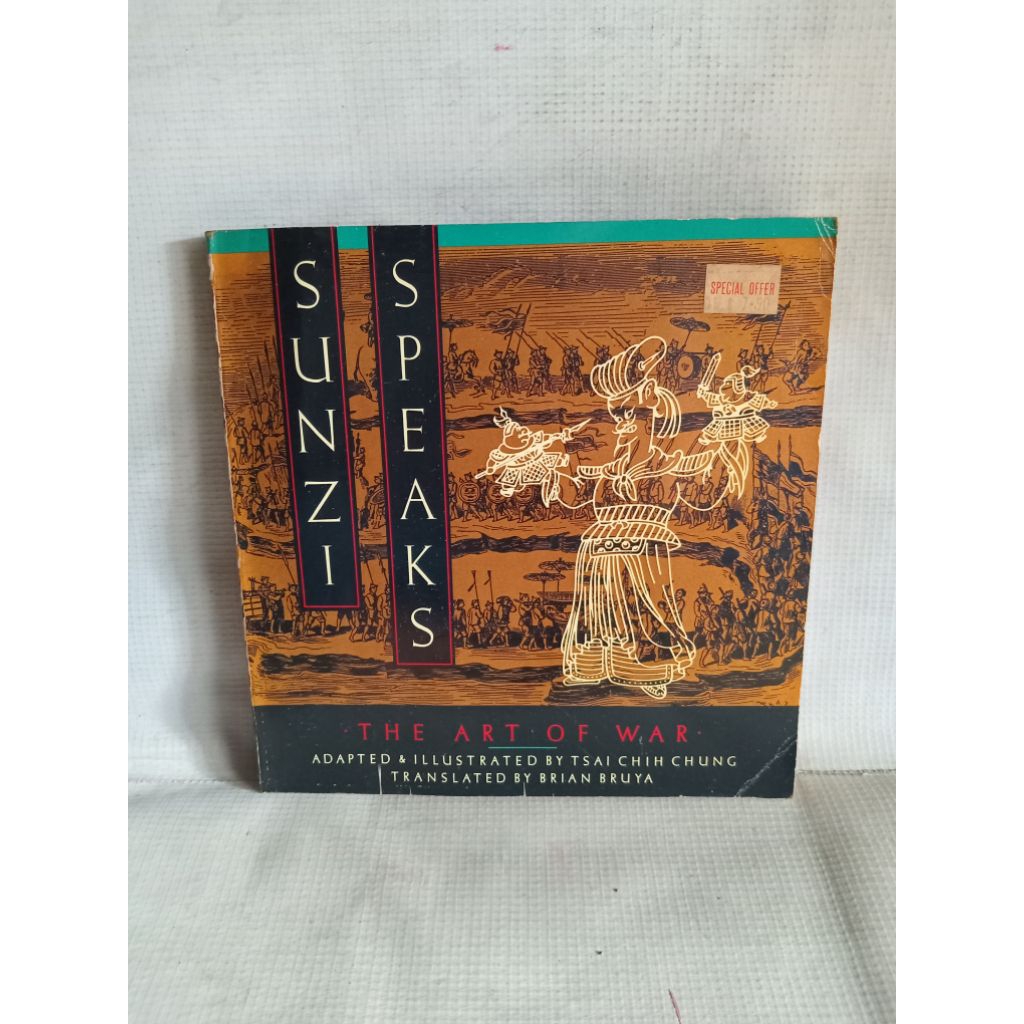 SUNZI
SPEAKS
SPECIAL OFFER
·THE ART·OF WAR·
ADAPTED & ILLUSTRATED BY TSAI CHIH CHUNG
TRANSLATED BY BRIAN BRUYA